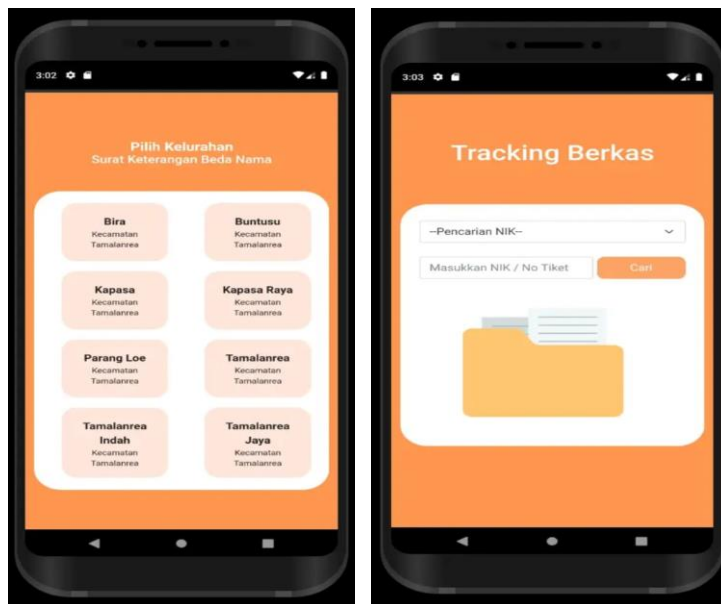 3:02
Pilih Kelurahan
Surat Keterangan Beda Nama
Bira
Kecamatan
Tamalanrea
Buntusu
Kecamatan
Tamalanrea
Kapasa
Kecamatan
Tamalanrea
Kapasa Raya
Kecamatan
Tamalanrea
Parang Loe
Kecamatan
Tamalanrea
Tamalanrea
Kecamatan
Tamalanrea
Tamalanrea
Indah
Kecamatan
Tamalanrea
Tamalanrea
Jaya
Kecamatan
Tamalanrea
3:03
Tracking Berkas
--Pencarian NIK--
Masukkan NIK / No Tiket
Cari